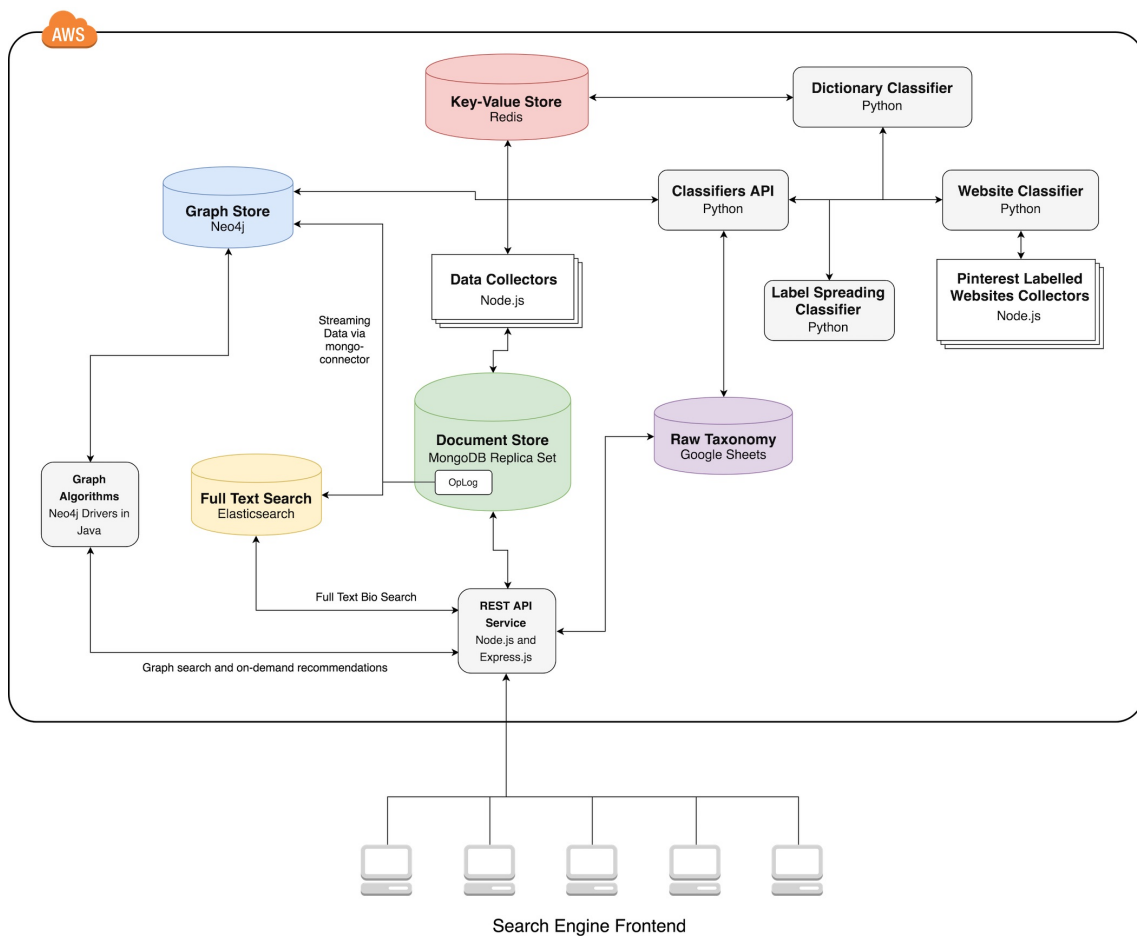 AWS
Key-Value Store
Redis
Dictionary Classifier
Python
Graph Store
Neo4j
Classifiers API
Python
Website Classifier
Python
Data Collectors
Node.js
Label Spreading
Classifier
Python
Pinterest Labelled
Websites Collectors
Node.js
Streaming
Data via
mongo-
connector
Document Store
MongoDB Replica Set
OpLog
Raw Taxonomy
Google Sheets
Graph
Algorithms
Neo4j Drivers in
Java
Full Text Search
Elasticsearch
Full Text Bio Search
REST API
Service
Node.js and
Express.js
Graph search and on-demand recommendations
Search Engine Frontend